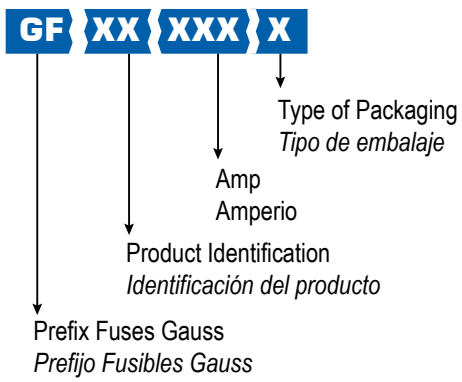 GF XX XXX X
Type of Packaging
Tipo de embalaje
Amp
Amperio
Product Identification
Identificación del producto
Prefix Fuses Gauss
Prefijo Fusibles Gauss